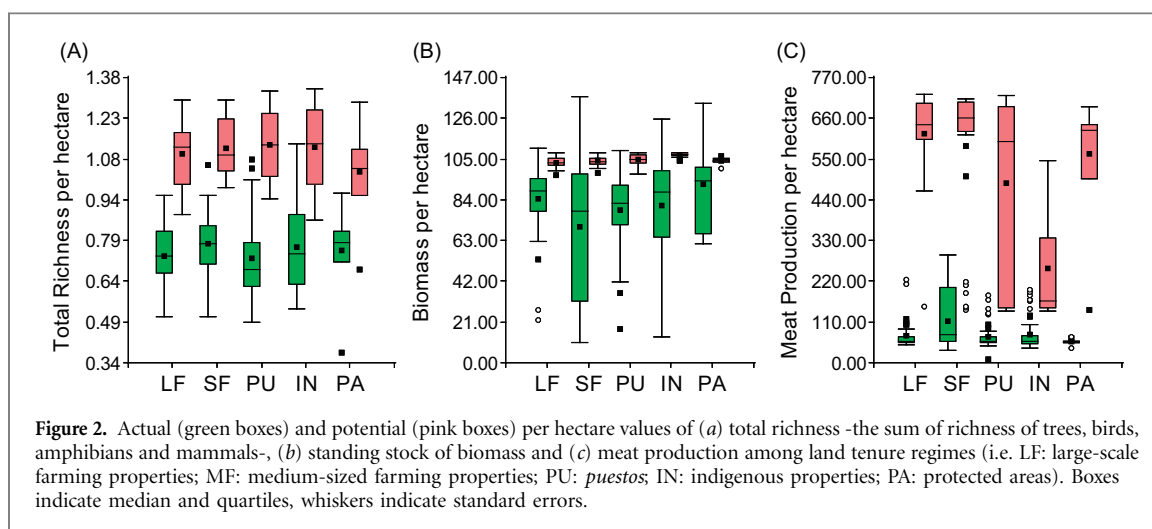 (A)
(B)
(C)
Total Richness per hectare
1.38
1.23
1.08
0.94
0.79
0.64
0.49
0.34
LF SF PU IN PA
Biomass per hectare
147.00
126.00
105.00
84.00
63.00
42.00
21.00
0.00
LF SF PU IN PA
Meat Production per hectare
770.00
660.00
550.00
440.00
330.00
220.00
110.00
0.00
LF SF PU IN PA
Figure 2. Actual (green boxes) and potential (pink boxes) per hectare values of (a) total richness -the sum of richness of trees, birds,
amphibians and mammals-, (b) standing stock of biomass and (c) meat production among land tenure regimes (i.e. LF: large-scale
farming properties; MF: medium-sized farming properties; PU: puestos; IN: indigenous properties; PA: protected areas). Boxes
indicate median and quartiles, whiskers indicate standard errors.